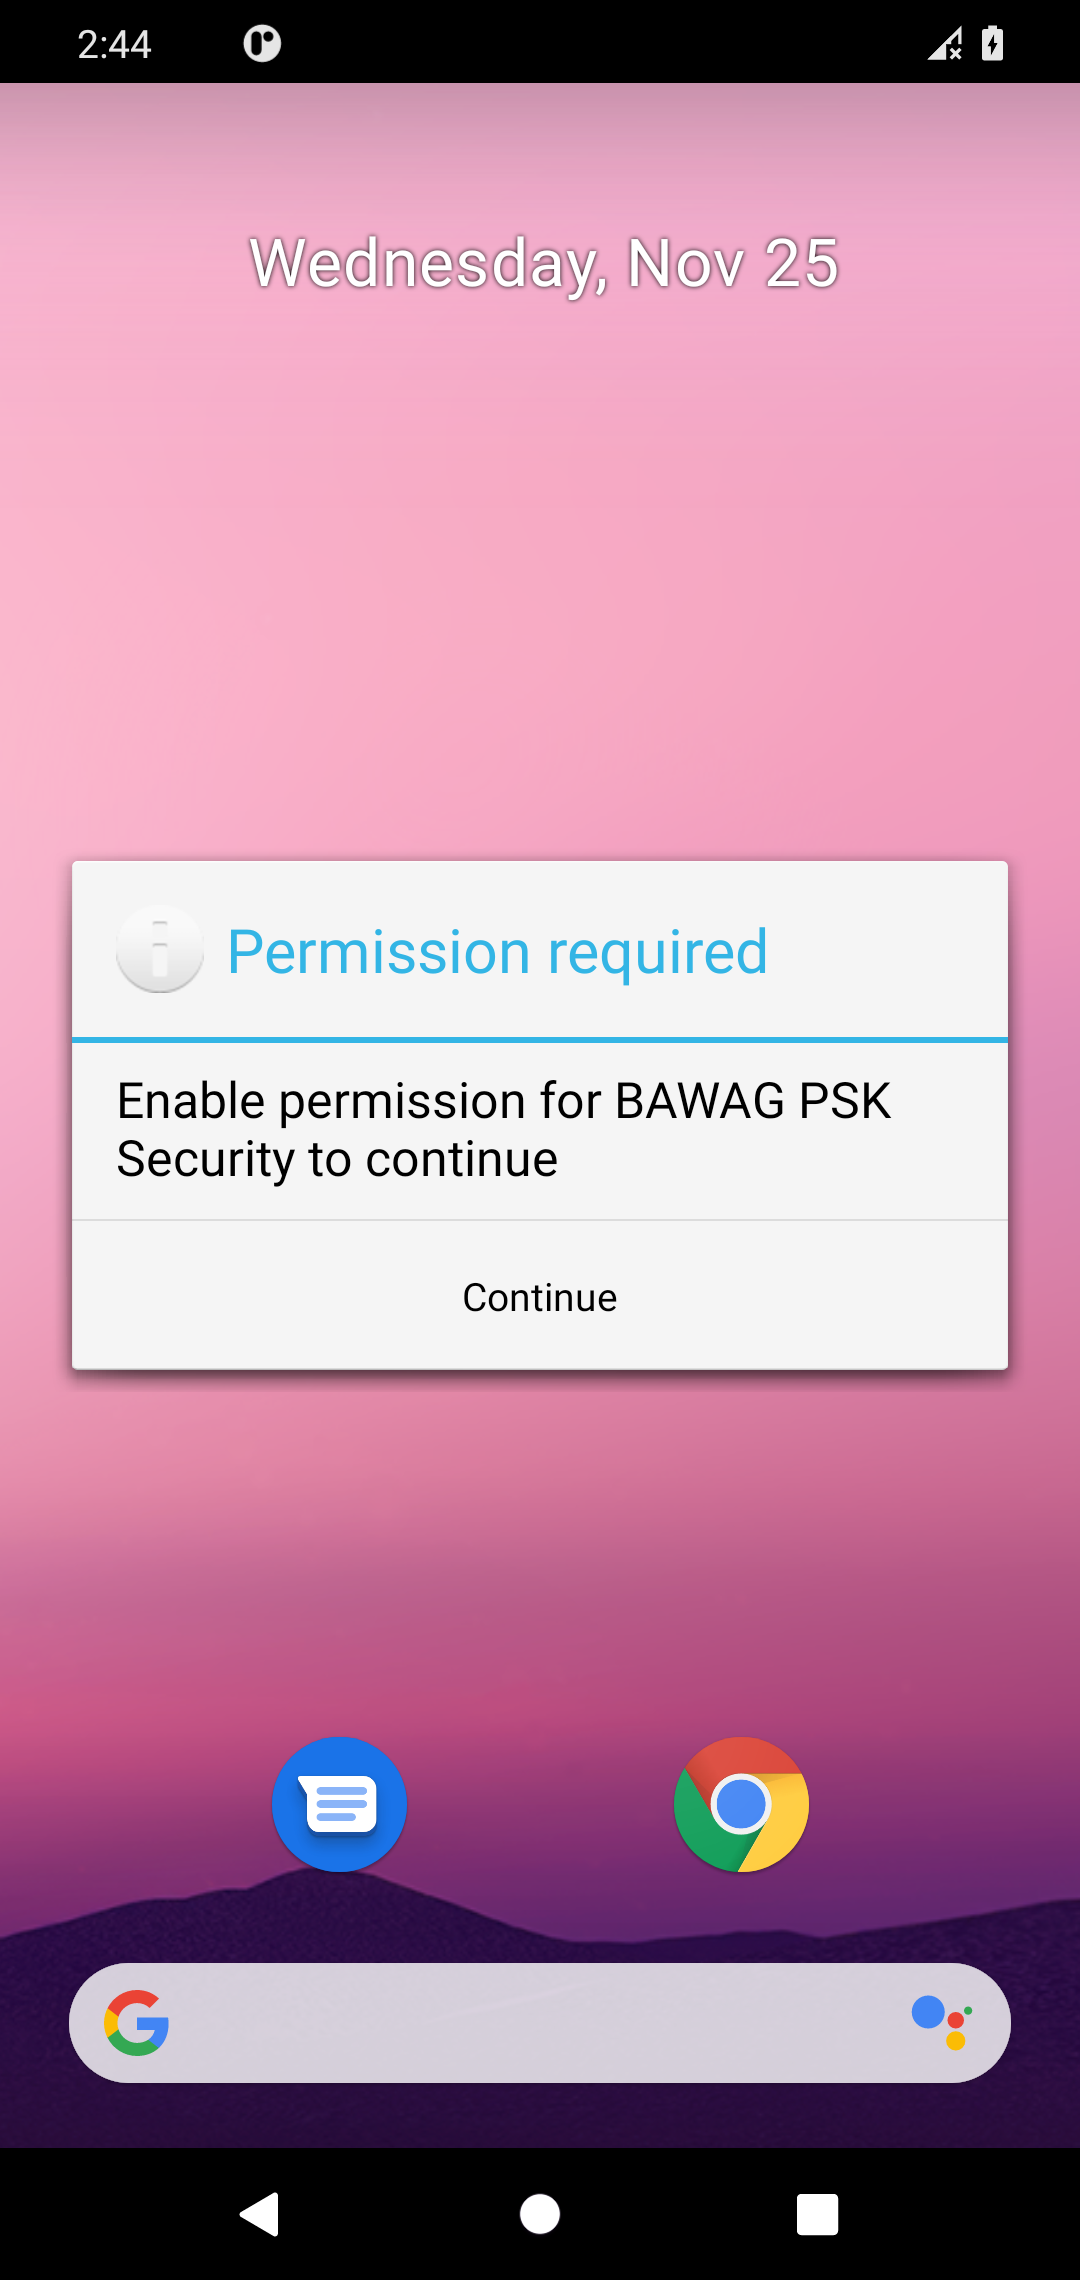 2:44
Wednesday, Nov 25
Permission required
Enable permission for BAWAG PSK
Security to continue
Continue